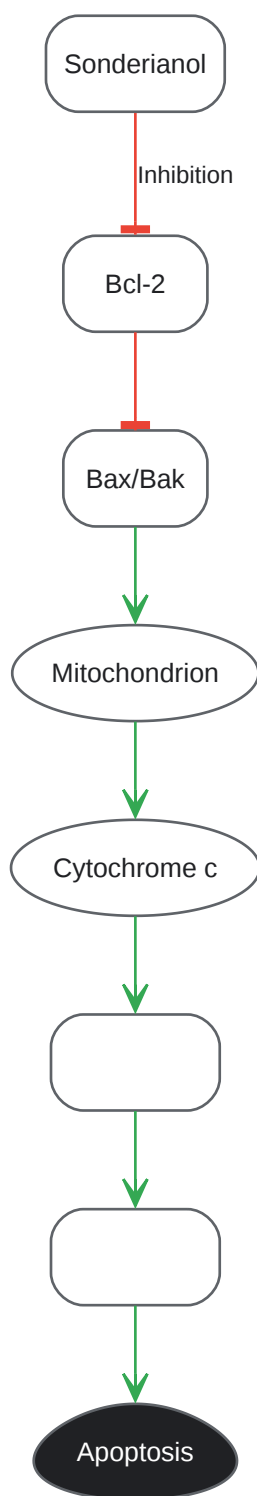 Sonderianol
Inhibition
Bcl-2
Bax/Bak
Mitochondrion
Cytochrome c
Apoptosis